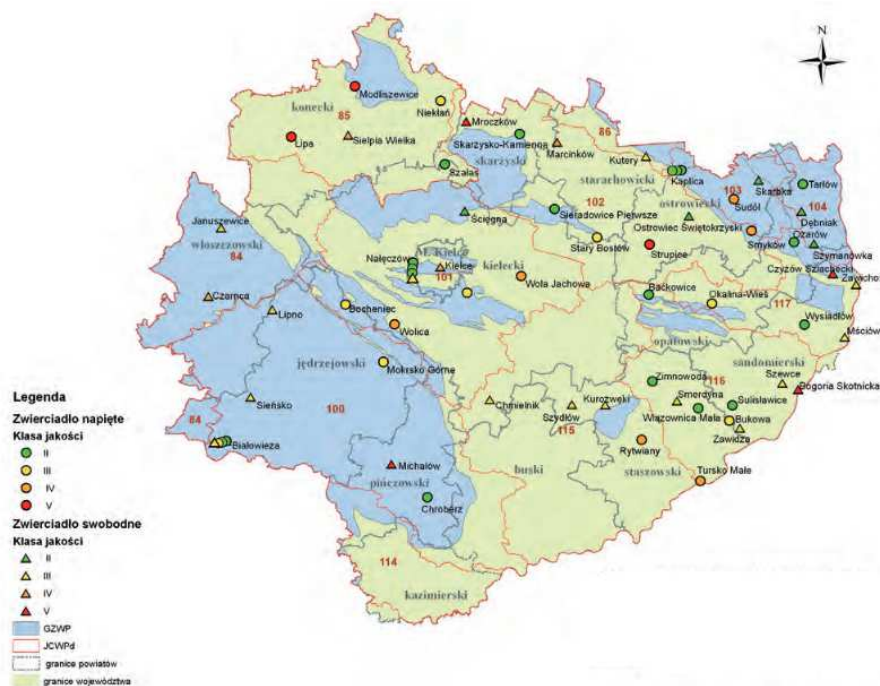 N
Modliszewice
konecki
85
Niekłań
Mroczków
Lipa
Sielpia Wielka
Skarżysko-Kamienna
skarżyski
Marcinków
86
Kutery
Szałas
starachowicki
Kaplica
103
Skarbka
Tarłów
104
Januszewice
włoszzowski
84
Ścięgna
102
Sieradowice Pierwsze
ostrowiecki
Ostrowiec Świętokrzyski
Sudół
Dębniak
Smyków
Ożarów
Szymanówka
Stary Bostów
Strupiec
Nałęczów
M. Kielce
Kielce
101
kielecki
Wola Jachowa
Czyżów Szlachecki
Zawichost
Czarnca
Lipno
Bocheniec
Baćkowice
Okalina-Wieś
117
Wolica
opatowski
Wysiadłów
Mściów
jędrzejowski
Mokrsko Górne
sandomierski
Zimnowoda
116
Szewce
Bogoria Skotnicka
Sieńsko
100
Chmielnik
Szydłów
Kurozwęki
Smerdyna
Sulisławice
Wiązownica Mała
Bukowa
Zawidza
84
Białowieża
115
Rytwiany
Michałów
buski
staszowski
Tursko Małe
pińczowski
Chroberz
114
kazimierski
Legenda
Zwierciadło napięte
Klasa jakości
II
III
IV
V
Zwierciadło swobodne
Klasa jakości
II
III
IV
V
GZWP
JCWPd
granice powiatów
granice województwa